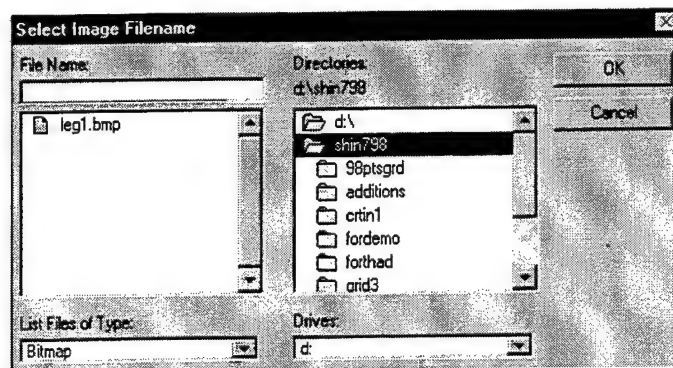 Select Image Filename
File Name:
leg1.bmp
List Files of Type:
Bitmap
Directories:
d:\shin798
d:\
shin798
98ptsgrd
additions
crtin1
fordemo
forthad
grid3
Drives:
d:
OK
Cancel